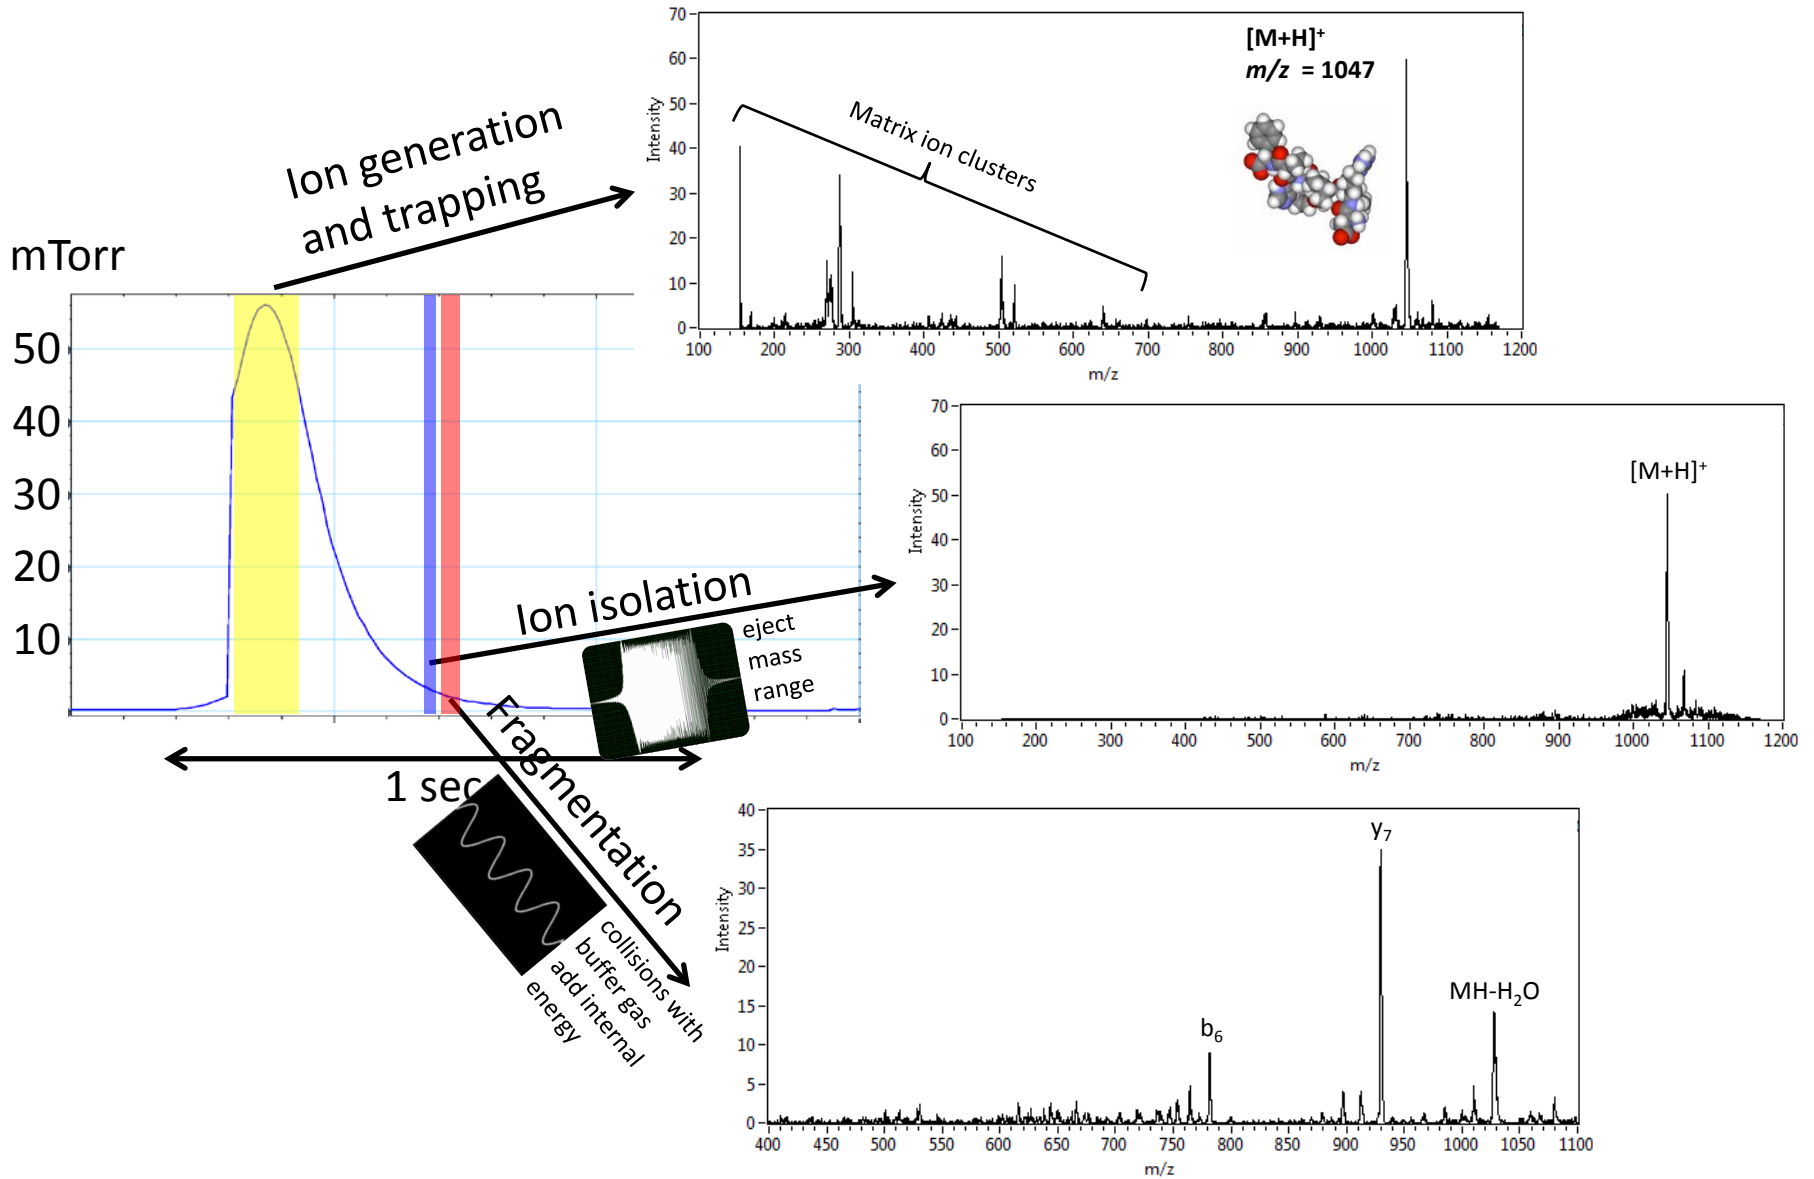 Ion generation
and trapping
mTorr
50
40
30
20
10
1 sec
70
60
50
40
30
20
10
0
Intensity
[M+H]⁺
m/z = 1047
Matrix ion clusters
100 200 300 400 500 600 700 800 900 1000 1100 1200
m/z
Ion isolation
eject
mass
range
70
60
50
40
30
20
10
0
Intensity
[M+H]⁺
100 200 300 400 500 600 700 800 900 1000 1100 1200
m/z
Fragmentation
collisions with
buffer gas
add internal
energy
40
35
30
25
20
15
10
5
0
Intensity
b₆
y₇
MH-H₂O
400 450 500 550 600 650 700 750 800 850 900 950 1000 1050 1100
m/z